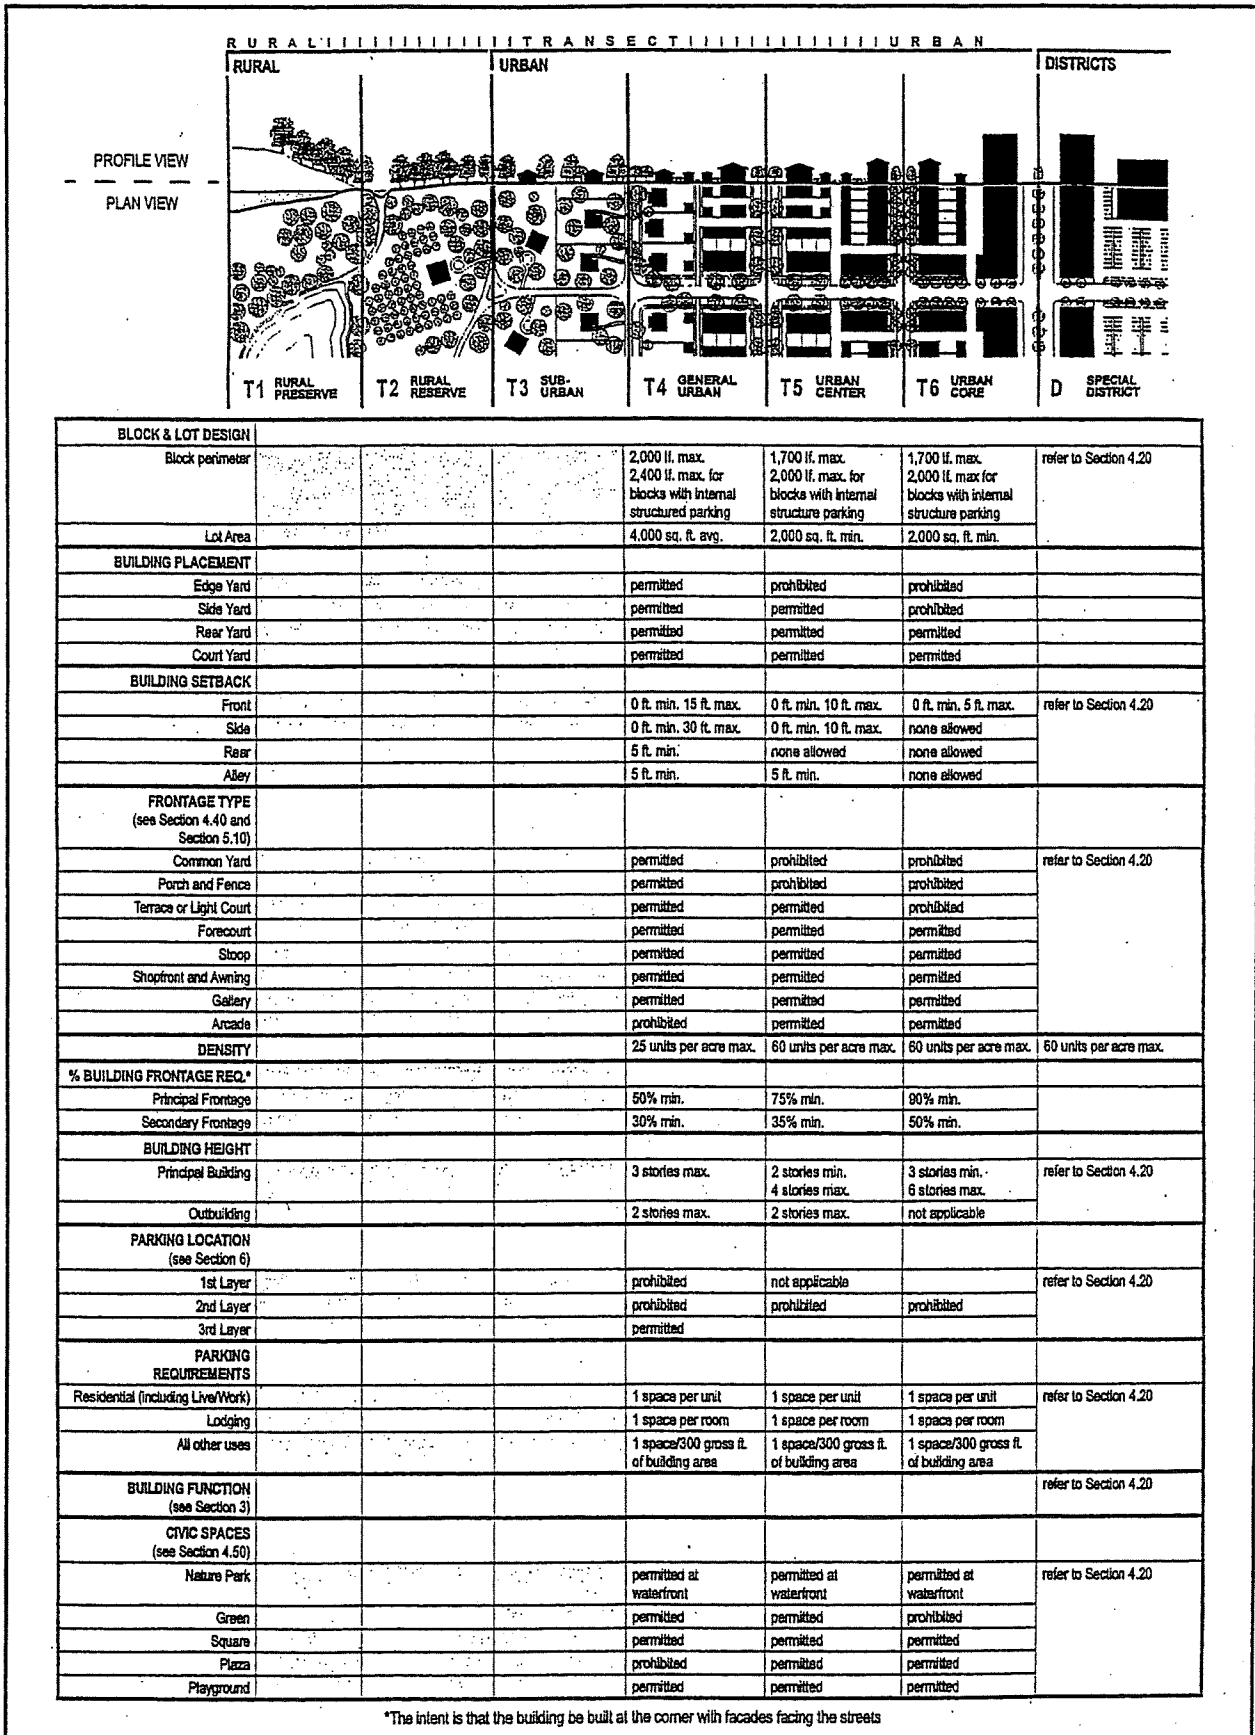 RURAL IIIIIIIIIIIIII TRANSECT IIIIIIIIIIIIII URBAN
RURAL URBAN DISTRICTS
PROFILE VIEW
PLAN VIEW
T1 RURAL PRESERVE T2 RURAL RESERVE T3 SUB-URBAN T4 GENERAL URBAN T5 URBAN CENTER T6 URBAN CORE D SPECIAL DISTRICT
BLOCK & LOT DESIGN
Block perimeter 2,000 lf. max. 1,700 lf. max. 1,700 lf. max. refer to Section 4.20
2,400 lf. max. for 2,000 lf. max. for 2,000 lf. max for
blocks with internal blocks with internal blocks with internal
structured parking structure parking structure parking
Lot Area 4,000 sq. ft. avg. 2,000 sq. ft. min. 2,000 sq. ft. min.
BUILDING PLACEMENT
Edge Yard permitted prohibited prohibited
Side Yard permitted permitted prohibited
Rear Yard permitted permitted permitted
Court Yard permitted permitted permitted
BUILDING SETBACK
Front 0 ft. min. 15 ft. max. 0 ft. min. 10 ft. max. 0 ft. min. 5 ft. max. refer to Section 4.20
Side 0 ft. min. 30 ft. max. 0 ft. min. 10 ft. max. none allowed
Rear 5 ft. min. none allowed none allowed
Alley 5 ft. min. 5 ft. min. none allowed
FRONTAGE TYPE
(see Section 4.40 and
Section 5.10)
Common Yard permitted prohibited prohibited refer to Section 4.20
Porch and Fence permitted prohibited prohibited
Terrace or Light Court permitted permitted prohibited
Forecourt permitted permitted permitted
Stoop permitted permitted permitted
Shopfront and Awning permitted permitted permitted
Gallery permitted permitted permitted
Arcade prohibited permitted permitted
DENSITY 25 units per acre max. 60 units per acre max. 60 units per acre max. 60 units per acre max.
% BUILDING FRONTAGE REQ.*
Principal Frontage 50% min. 75% min. 90% min.
Secondary Frontage 30% min. 35% min. 50% min.
BUILDING HEIGHT
Principal Building 3 stories max. 2 stories min. 3 stories min. refer to Section 4.20
4 stories max. 6 stories max.
Outbuilding 2 stories max. 2 stories max. not applicable
PARKING LOCATION
(see Section 6)
1st Layer prohibited not applicable refer to Section 4.20
2nd Layer prohibited prohibited prohibited
3rd Layer permitted
PARKING
REQUIREMENTS
Residential (including Live/Work) 1 space per unit 1 space per unit 1 space per unit refer to Section 4.20
Lodging 1 space per room 1 space per room 1 space per room
All other uses 1 space/300 gross ft. 1 space/300 gross ft. 1 space/300 gross ft.
of building area of building area of building area
BUILDING FUNCTION refer to Section 4.20
(see Section 3)
CIVIC SPACES
(see Section 4.50)
Nature Park permitted at permitted at permitted at refer to Section 4.20
waterfront waterfront waterfront
Green permitted permitted prohibited
Square permitted permitted permitted
Plaza prohibited permitted permitted
Playground permitted permitted permitted
*The intent is that the building be built at the corner with facades facing the streets